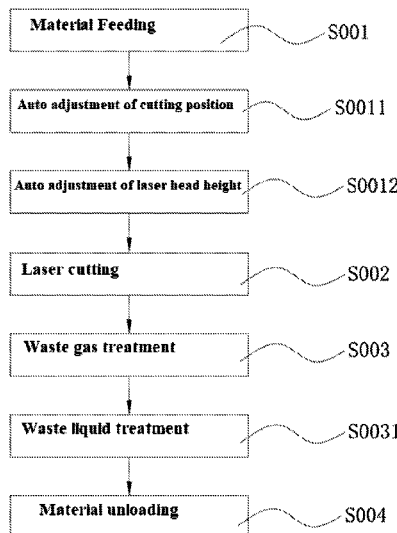 Material Feeding
S001
Auto adjustment of cutting position
S0011
Auto adjustment of laser head height
S0012
Laser cutting
S002
Waste gas treatment
S003
Waste liquid treatment
S0031
Material unloading
S004